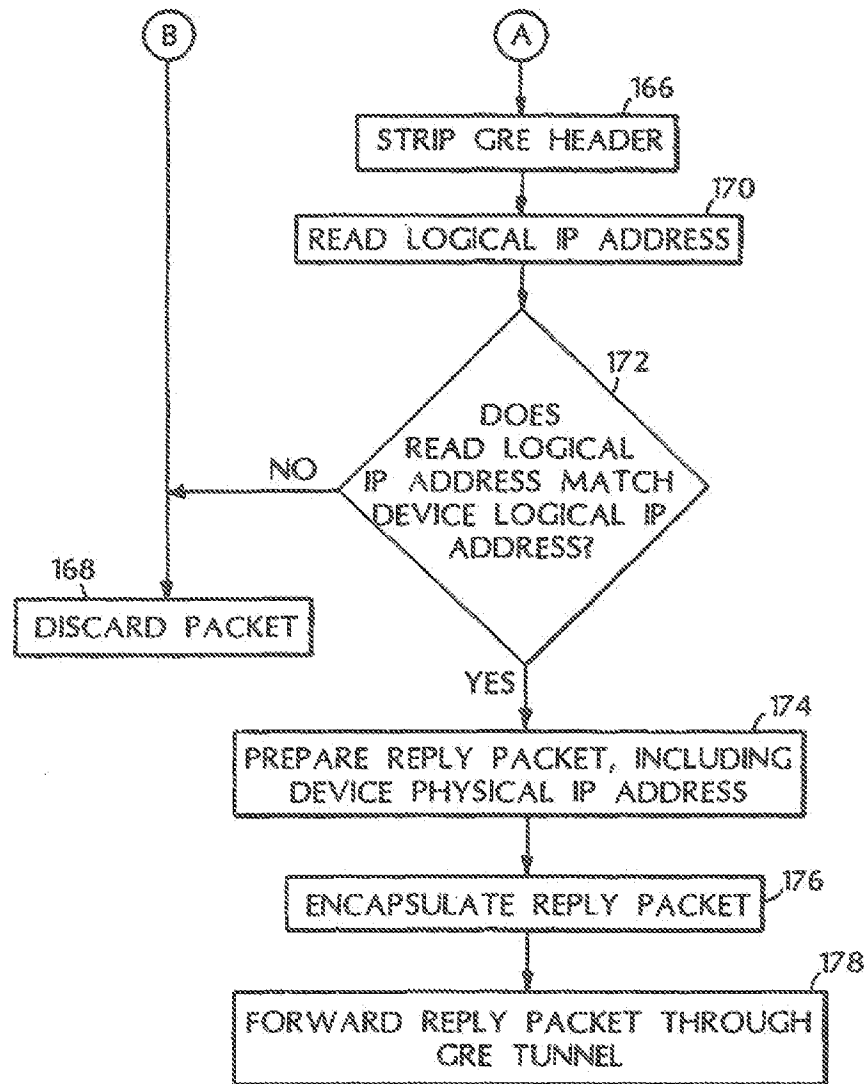 B
A
166
STRIP GRE HEADER
170
READ LOGICAL IP ADDRESS
172
DOES
READ LOGICAL
IP ADDRESS MATCH
DEVICE LOGICAL IP
ADDRESS?
NO
168
DISCARD PACKET
YES
174
PREPARE REPLY PACKET, INCLUDING
DEVICE PHYSICAL IP ADDRESS
176
ENCAPSULATE REPLY PACKET
178
FORWARD REPLY PACKET THROUGH
GRE TUNNEL